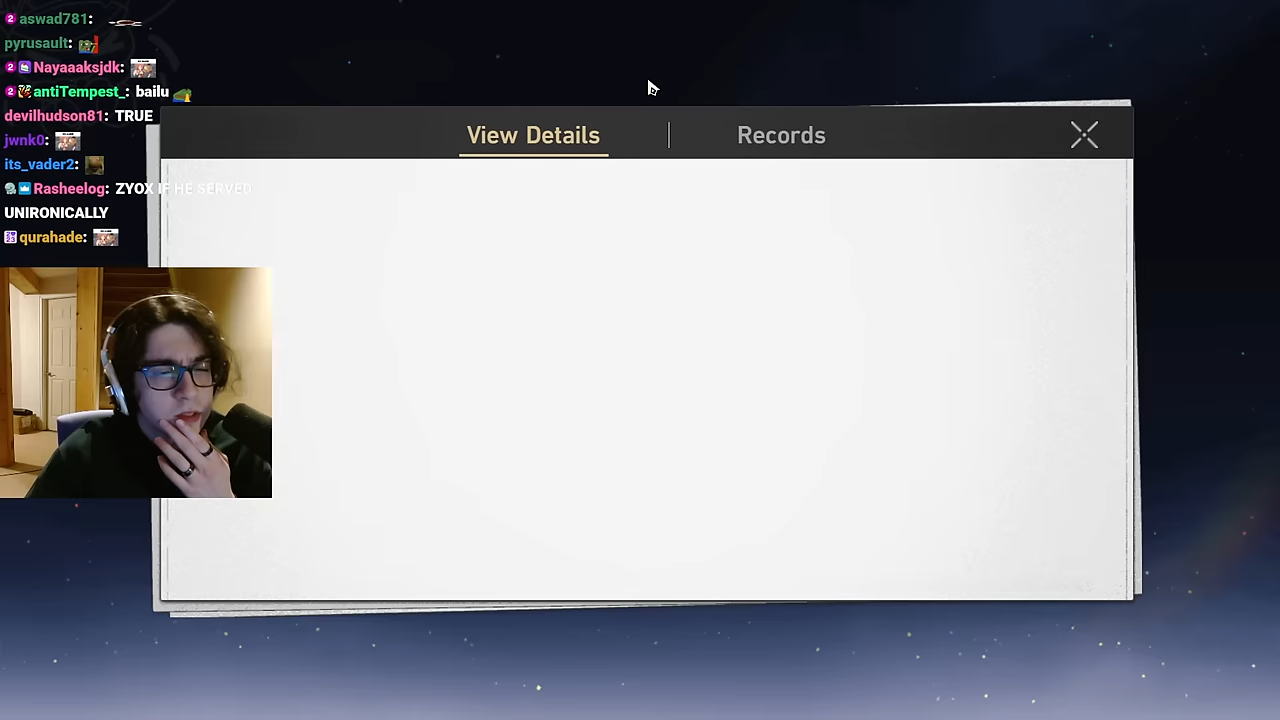 aswad781:
pyrusault:
Nayaaaksjdk:
antiTempest_: bailu
devilhudson81: TRUE
jwnk0:
its_vader2:
Rasheelog: ZYOX IF HE SERVED
UNIRONICALLY
qurahade:
View Details
Records